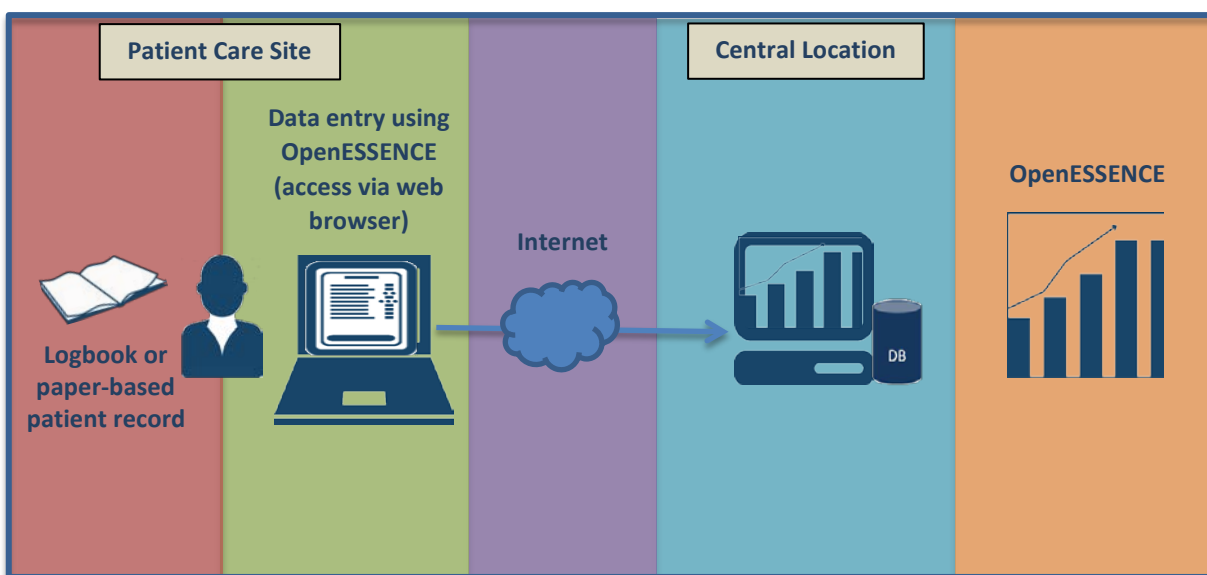 Patient Care Site
Central Location
Data entry using
OpenESSENCE
(access via web
browser)
OpenESSENCE
Internet
Logbook or
paper-based
patient record
DB